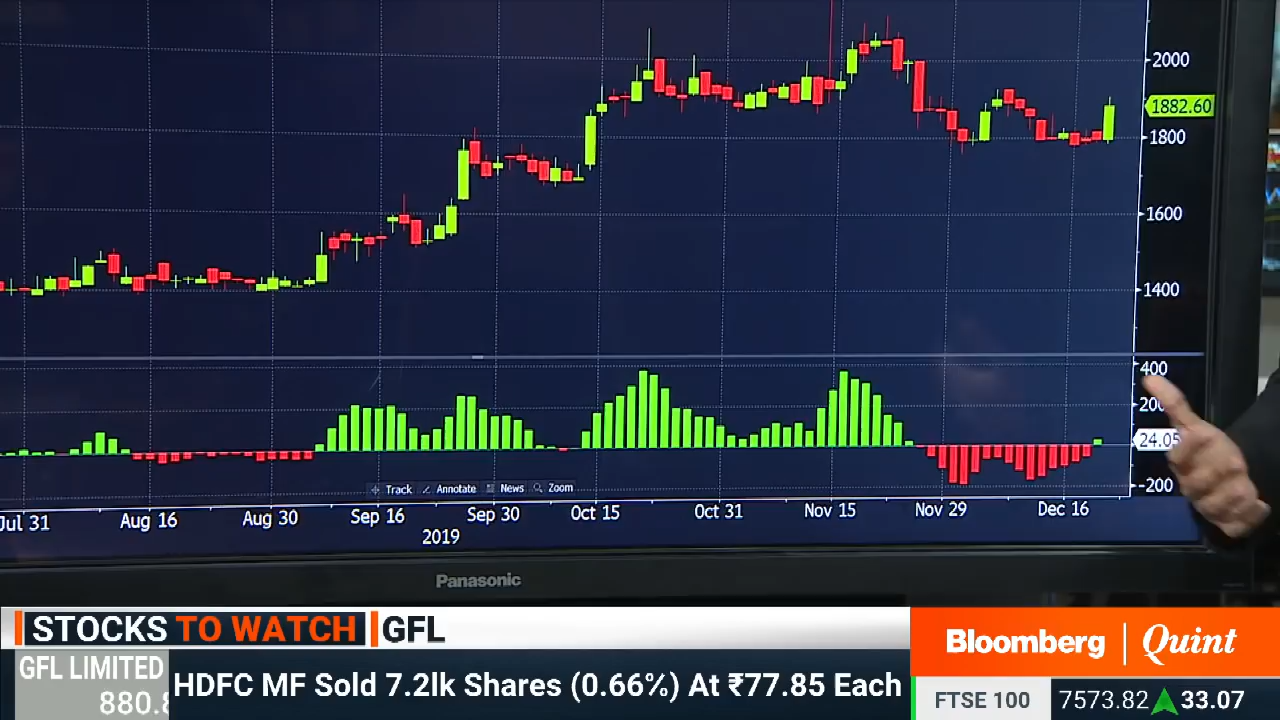 2000
1882.60
1800
1600
1400
400
200
24.05
-200
Track Annotate News Zoom
Jul 31 Aug 16 Aug 30 Sep 16 Sep 30 Oct 15 Oct 31 Nov 15 Nov 29 Dec 16
2019
Panasonic
STOCKS TO WATCH GFL
Bloomberg Quint
GFL LIMITED
880.8
HDFC MF Sold 7.2lk Shares (0.66%) At ₹77.85 Each
FTSE 100 7573.82 33.07